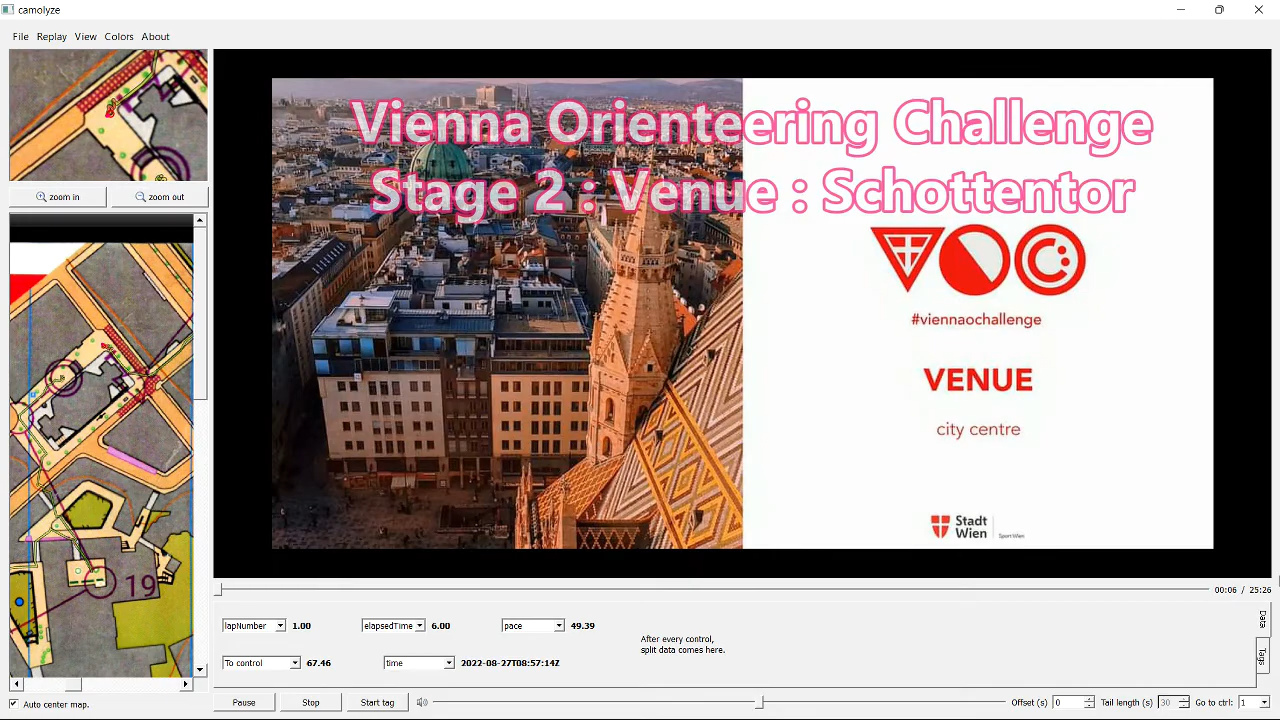 camolyze
File Replay View Colors About
Vienna Orienteering Challenge
Stage 2 : Venue : Schottentor
zoom in zoom out
#viennaochallenge
VENUE
city centre
Stadt
Wien
Sport Wien
19
00:06 / 25:26
Data
Tags
lapNumber 1.00 elapsedTime 6.00 pace 49.39
After every control,
split data comes here.
To control 67.46 time 2022-08-27T08:57:14Z
Auto center map.
Pause Stop Start tag Offset (s) 0 Tail length (s) 30 Go to ctrl: 1